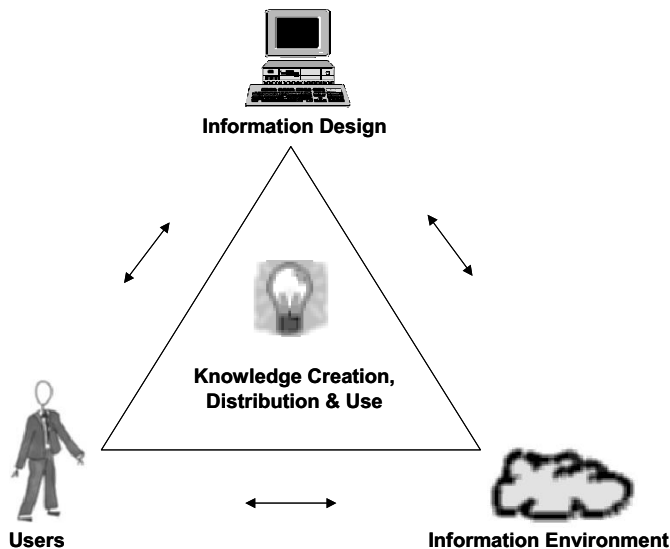 Information Design
Knowledge Creation,
Distribution & Use
Users
Information Environment